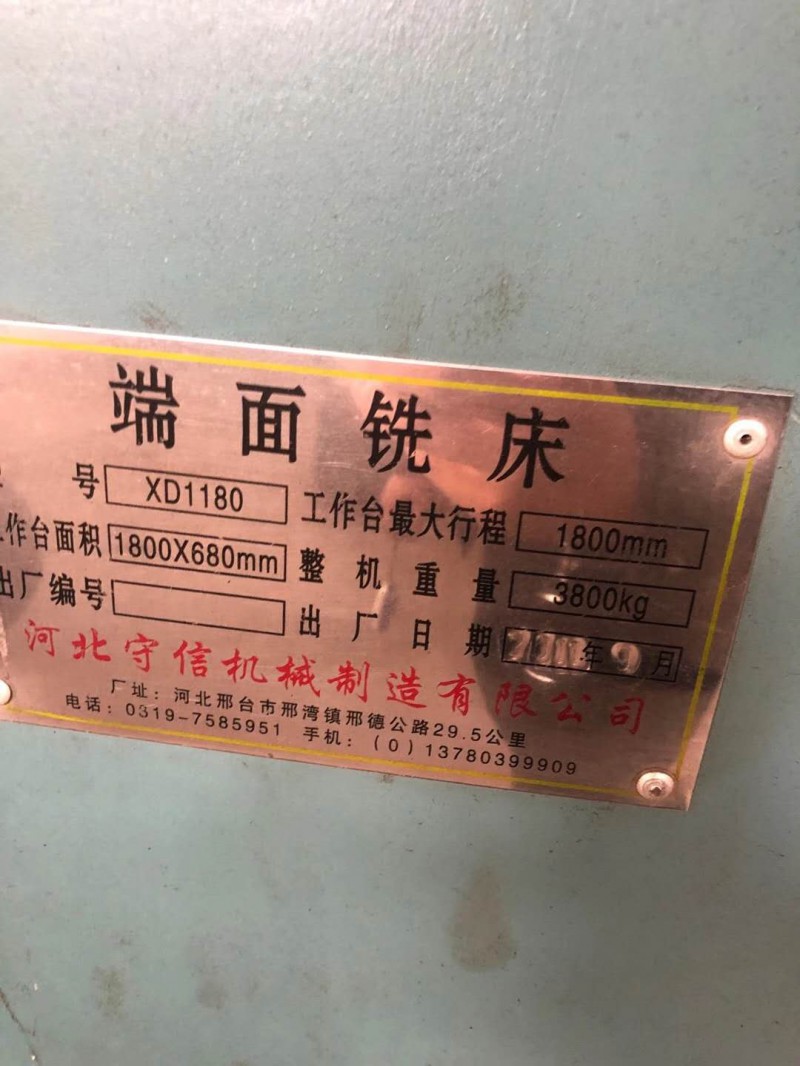 端面铣床
号 XD1180 工作台最大行程 1800mm
工作台面积 1800X680mm 整机重量 3800kg
出厂编号 出厂日期 年9月
河北守信机械制造有限公司
厂址：河北邢台市邢湾镇邢德公路29.5公里
电话：0319-7585951 手机：(0)13780399909